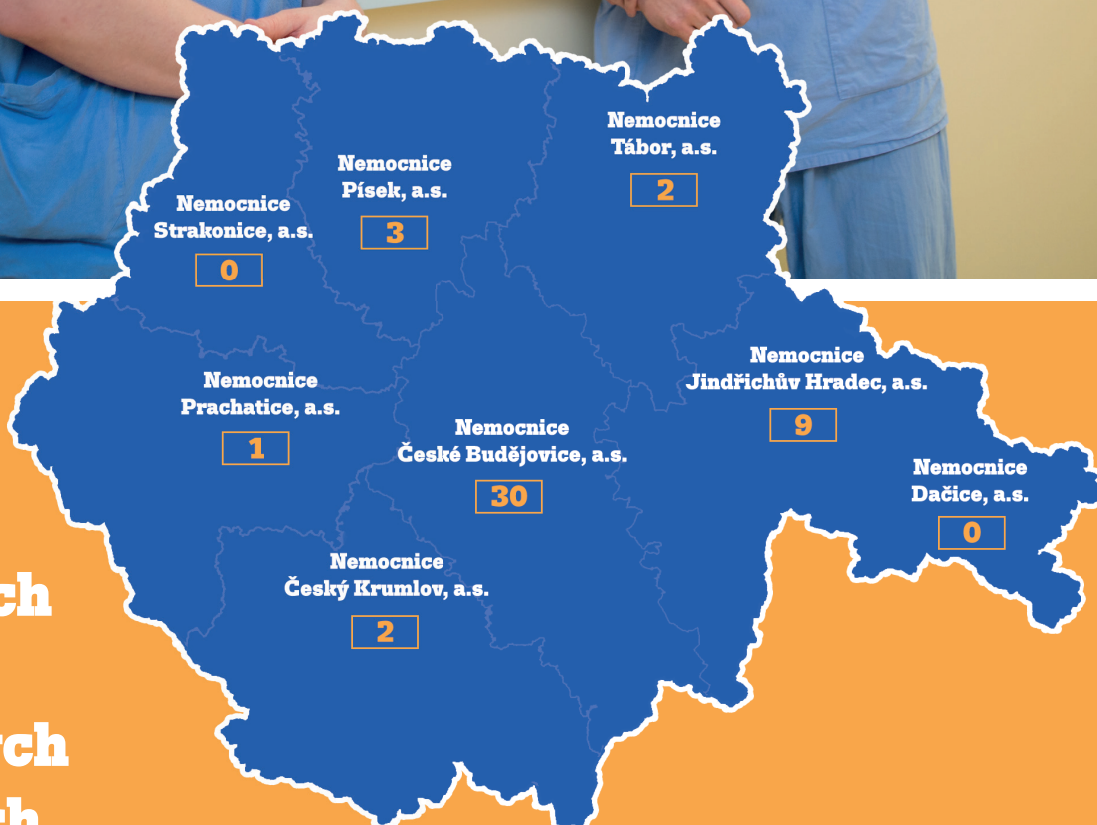 Nemocnice
Tábor, a.s.
2
Nemocnice
Písek, a.s.
3
Nemocnice
Strakonice, a.s.
0
Nemocnice
Jindřichův Hradec, a.s.
9
Nemocnice
Prachatice, a.s.
1
Nemocnice
České Budějovice, a.s.
30
Nemocnice
Dačice, a.s.
0
Nemocnice
Český Krumlov, a.s.
2